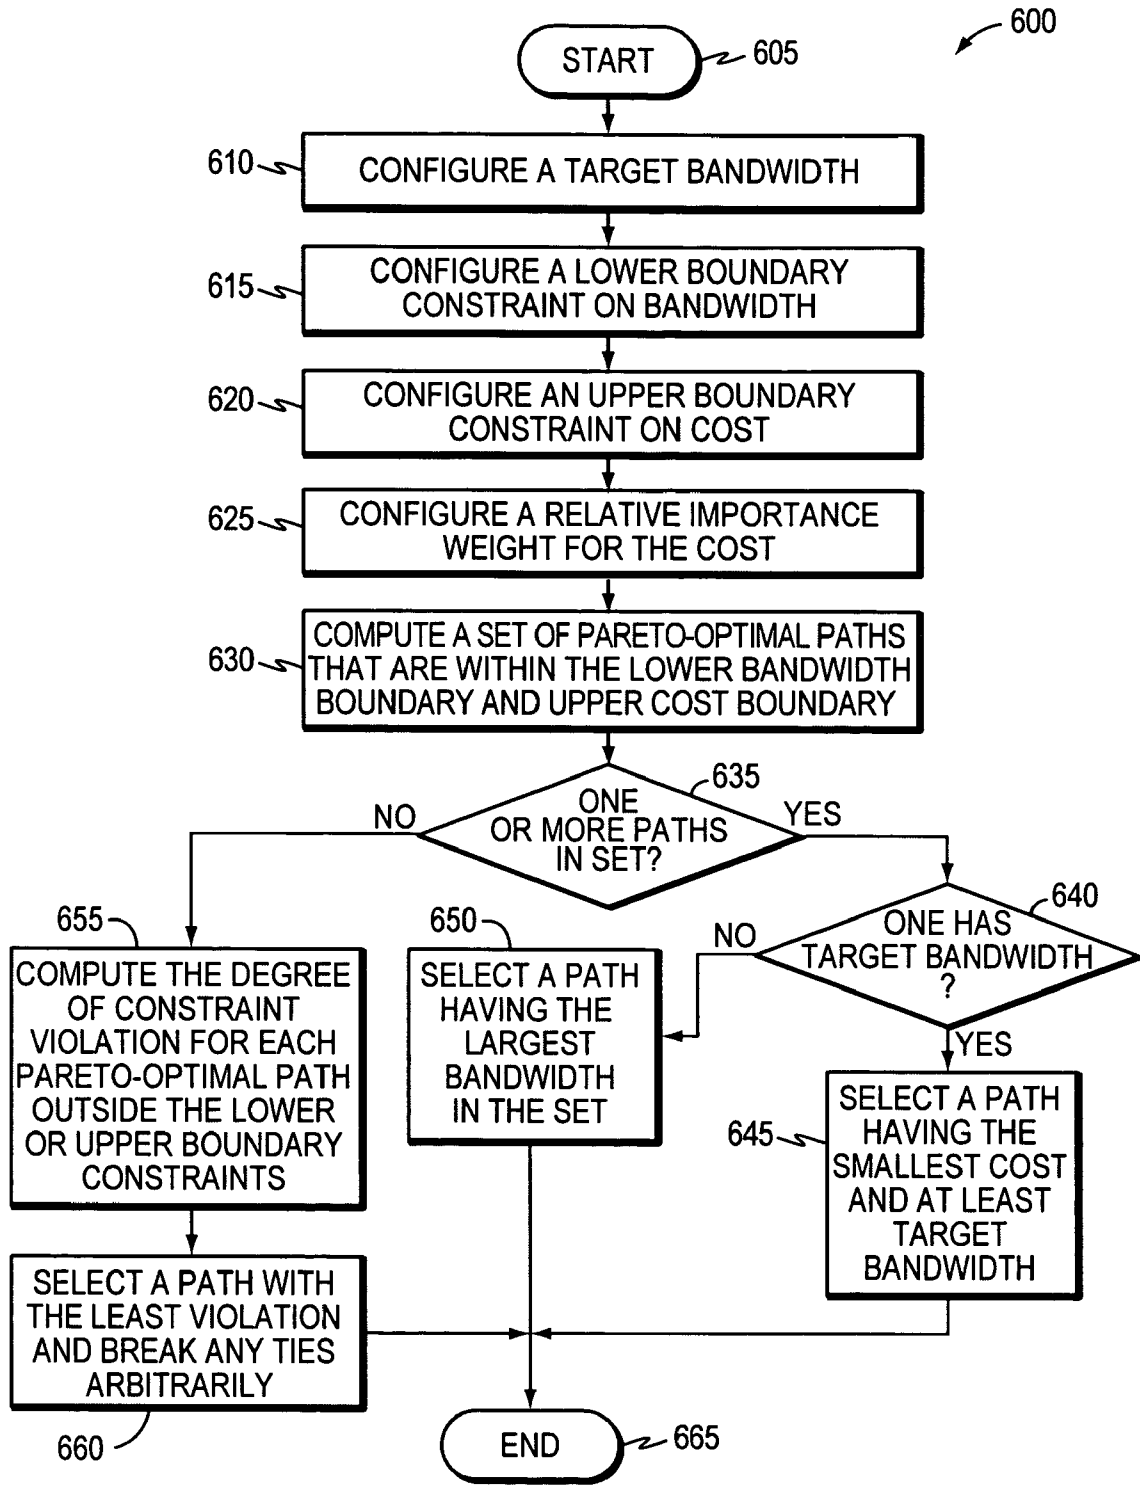 600
START
605
610
CONFIGURE A TARGET BANDWIDTH
615
CONFIGURE A LOWER BOUNDARY
CONSTRAINT ON BANDWIDTH
620
CONFIGURE AN UPPER BOUNDARY
CONSTRAINT ON COST
625
CONFIGURE A RELATIVE IMPORTANCE
WEIGHT FOR THE COST
630
COMPUTE A SET OF PARETO-OPTIMAL PATHS
THAT ARE WITHIN THE LOWER BANDWIDTH
BOUNDARY AND UPPER COST BOUNDARY
635
ONE
OR MORE PATHS
IN SET?
NO
YES
640
ONE HAS
TARGET BANDWIDTH
?
NO
YES
655
COMPUTE THE DEGREE
OF CONSTRAINT
VIOLATION FOR EACH
PARETO-OPTIMAL PATH
OUTSIDE THE LOWER
OR UPPER BOUNDARY
CONSTRAINTS
650
SELECT A PATH
HAVING THE
LARGEST
BANDWIDTH
IN THE SET
645
SELECT A PATH
HAVING THE
SMALLEST COST
AND AT LEAST
TARGET
BANDWIDTH
SELECT A PATH WITH
THE LEAST VIOLATION
AND BREAK ANY TIES
ARBITRARILY
660
END
665